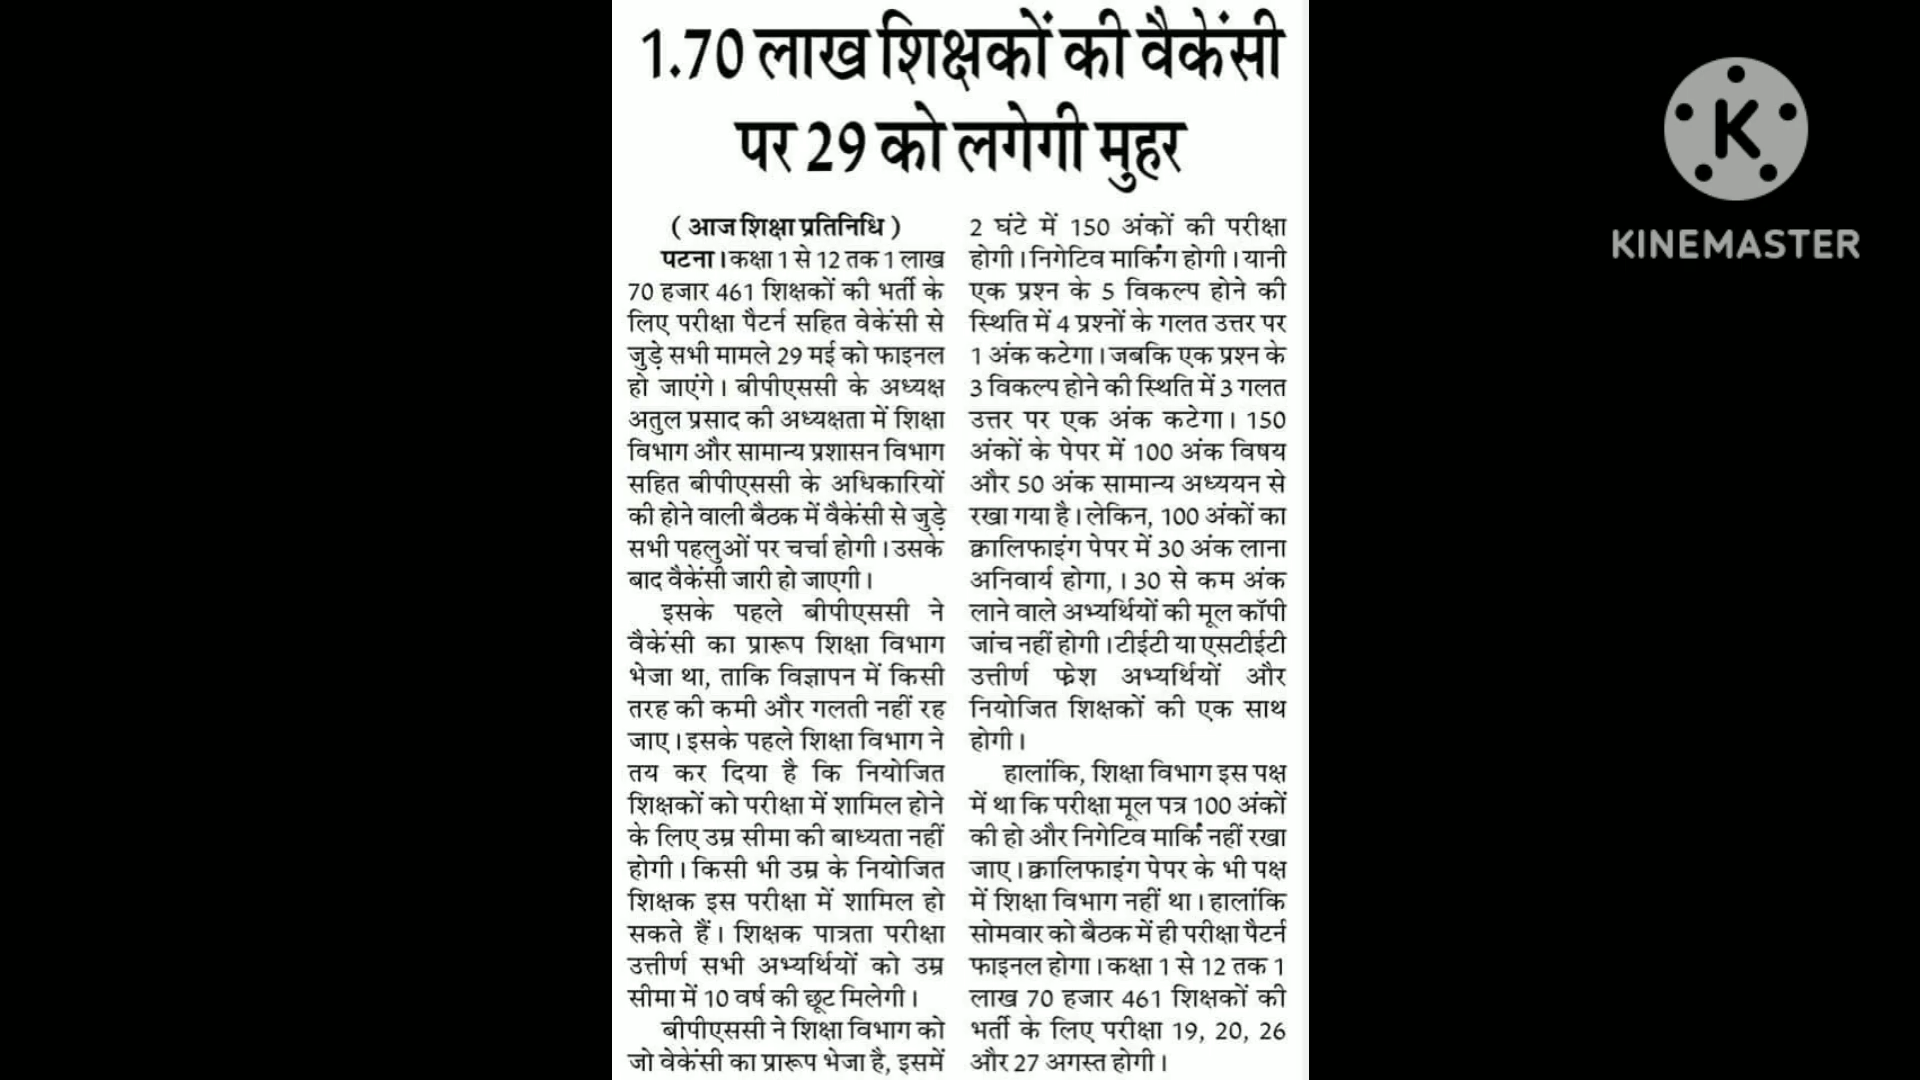 1.70 लाख शिक्षकों की वैकेंसी
पर 29 को लगेगी मुहर
( आज शिक्षा प्रतिनिधि )
पटना। कक्षा 1 से 12 तक 1 लाख
70 हजार 461 शिक्षकों की भर्ती के
लिए परीक्षा पैटर्न सहित वेकेंसी से
जुड़े सभी मामले 29 मई को फाइनल
हो जाएंगे। बीपीएससी के अध्यक्ष
अतुल प्रसाद की अध्यक्षता में शिक्षा
विभाग और सामान्य प्रशासन विभाग
सहित बीपीएससी के अधिकारियों
की होने वाली बैठक में वैकेंसी से जुड़े
सभी पहलुओं पर चर्चा होगी। उसके
बाद वैकेंसी जारी हो जाएगी।
इसके पहले बीपीएससी ने
वैकेंसी का प्रारूप शिक्षा विभाग
भेजा था, ताकि विज्ञापन में किसी
तरह की कमी और गलती नहीं रह
जाए। इसके पहले शिक्षा विभाग ने
तय कर दिया है कि नियोजित
शिक्षकों को परीक्षा में शामिल होने
के लिए उम्र सीमा की बाध्यता नहीं
होगी। किसी भी उम्र के नियोजित
शिक्षक इस परीक्षा में शामिल हो
सकते हैं। शिक्षक पात्रता परीक्षा
उत्तीर्ण सभी अभ्यर्थियों को उम्र
सीमा में 10 वर्ष की छूट मिलेगी।
बीपीएससी ने शिक्षा विभाग को
जो वेकेंसी का प्रारूप भेजा है, इसमें
2 घंटे में 150 अंकों की परीक्षा
होगी। निगेटिव मार्किंग होगी। यानी
एक प्रश्न के 5 विकल्प होने की
स्थिति में 4 प्रश्नों के गलत उत्तर पर
1 अंक कटेगा। जबकि एक प्रश्न के
3 विकल्प होने की स्थिति में 3 गलत
उत्तर पर एक अंक कटेगा। 150
अंकों के पेपर में 100 अंक विषय
और 50 अंक सामान्य अध्ययन से
रखा गया है। लेकिन, 100 अंकों का
क्वालिफाइंग पेपर में 30 अंक लाना
अनिवार्य होगा,। 30 से कम अंक
लाने वाले अभ्यर्थियों की मूल कॉपी
जांच नहीं होगी। टीईटी या एसटीईटी
उत्तीर्ण फ्रेश अभ्यर्थियों और
नियोजित शिक्षकों की एक साथ
होगी।
हालांकि, शिक्षा विभाग इस पक्ष
में था कि परीक्षा मूल पत्र 100 अंकों
की हो और निगेटिव मार्किं नहीं रखा
जाए। क्वालिफाइंग पेपर के भी पक्ष
में शिक्षा विभाग नहीं था। हालांकि
सोमवार को बैठक में ही परीक्षा पैटर्न
फाइनल होगा। कक्षा 1 से 12 तक 1
लाख 70 हजार 461 शिक्षकों की
भर्ती के लिए परीक्षा 19, 20, 26
और 27 अगस्त होगी।
K
KINEMASTER